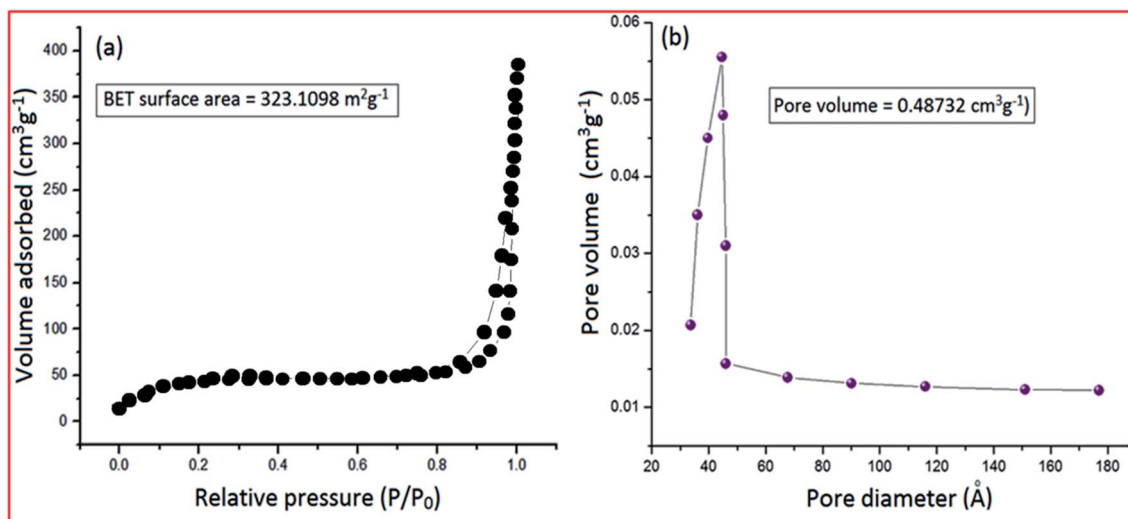 (a)
BET surface area = 323.1098 m²g⁻¹
Volume adsorbed (cm³g⁻¹)
400
350
300
250
200
150
100
50
0
0.0 0.2 0.4 0.6 0.8 1.0
Relative pressure (P/P₀)
(b)
Pore volume = 0.48732 cm³g⁻¹)
Pore volume (cm³g⁻¹)
0.06
0.05
0.04
0.03
0.02
0.01
20 40 60 80 100 120 140 160 180
Pore diameter (Å)